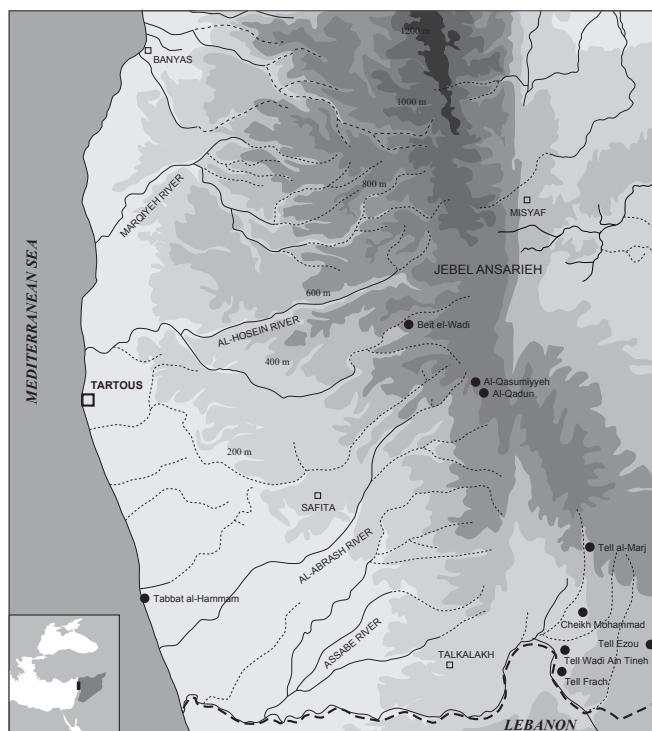 1200 m
BANYAS
1000 m
800 m
MARQIYEH RIVER
MISYAF
MEDITERRANEAN SEA
JEBEL ANSARIEH
600 m
AL-HOSEIN RIVER
Beit el-Wadi
400 m
Al-Qasumiyyeh
TARTOUS
Al-Qadun
200 m
SAFITA
AL-ABRASH RIVER
Tell al-Marj
Tabbat al-Hammam
Cheikh Mohammad
ASSABE RIVER
Tell Ezou
TALKALAKH
Tell Wadi Ain Tineh
Tell Frach
LEBANON